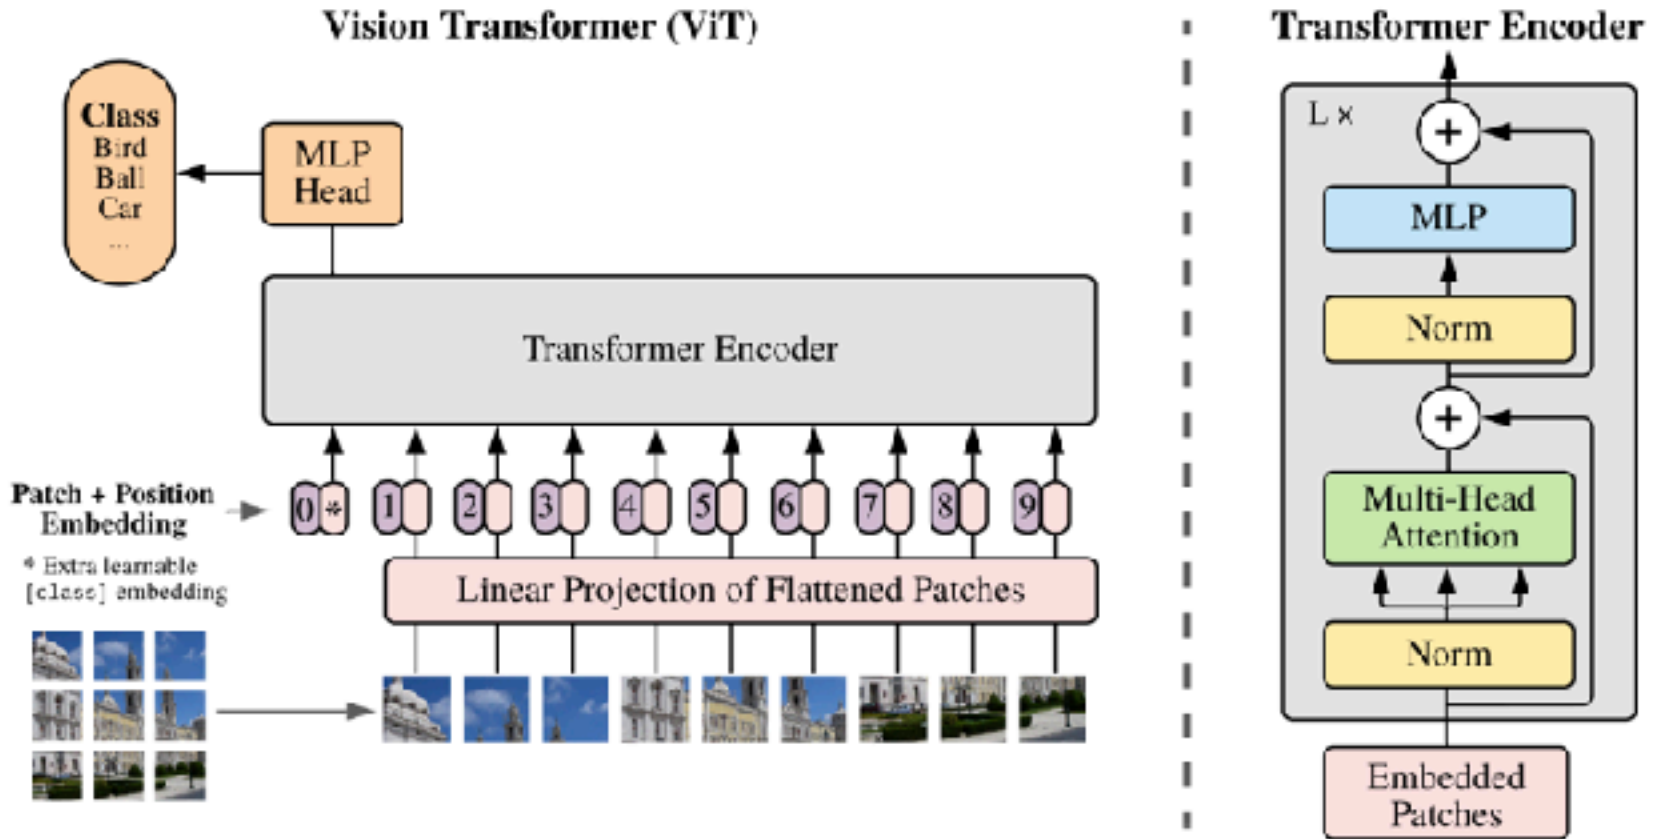 Vision Transformer (ViT)
Class
Bird
Ball
Car
...
MLP
Head
Transformer Encoder
Patch + Position
Embedding
* Extra learnable
[class] embedding
0 * 1 2 3 4 5 6 7 8 9
Linear Projection of Flattened Patches
Transformer Encoder
L ×
+
MLP
Norm
+
Multi-Head
Attention
Norm
Embedded
Patches